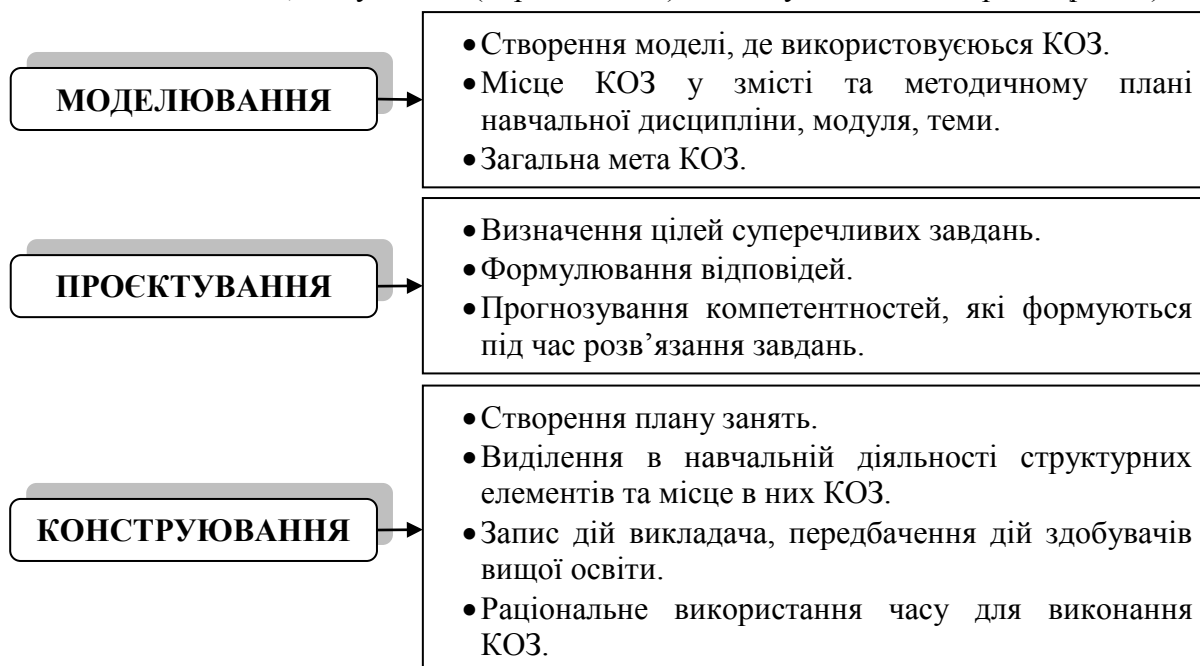 МОДЕЛЮВАННЯ
•Створення моделі, де використовуєюься КОЗ.
•Місце КОЗ у змісті та методичному плані
навчальної дисципліни, модуля, теми.
•Загальна мета КОЗ.
ПРОЄКТУВАННЯ
•Визначення цілей суперечливих завдань.
•Формулювання відповідей.
•Прогнозування компетентностей, які формуються
під час розв’язання завдань.
КОНСТРУЮВАННЯ
•Створення плану занять.
•Виділення в навчальній діяльності структурних
елементів та місце в них КОЗ.
•Запис дій викладача, передбачення дій здобувачів
вищої освіти.
•Раціональне використання часу для виконання
КОЗ.